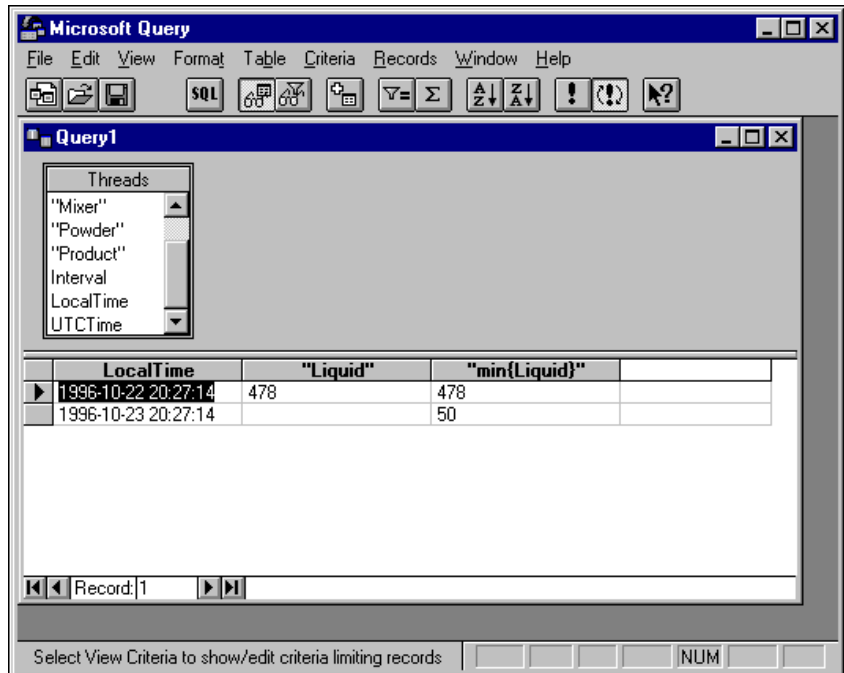 Microsoft Query
File Edit View Format Table Criteria Records Window Help
SQL
Query1
Threads
"Mixer"
"Powder"
"Product"
Interval
LocalTime
UTCTime
LocalTime "Liquid" "min{Liquid}"
1996-10-22 20:27:14 478 478
1996-10-23 20:27:14 50
Record: 1
Select View Criteria to show/edit criteria limiting records NUM